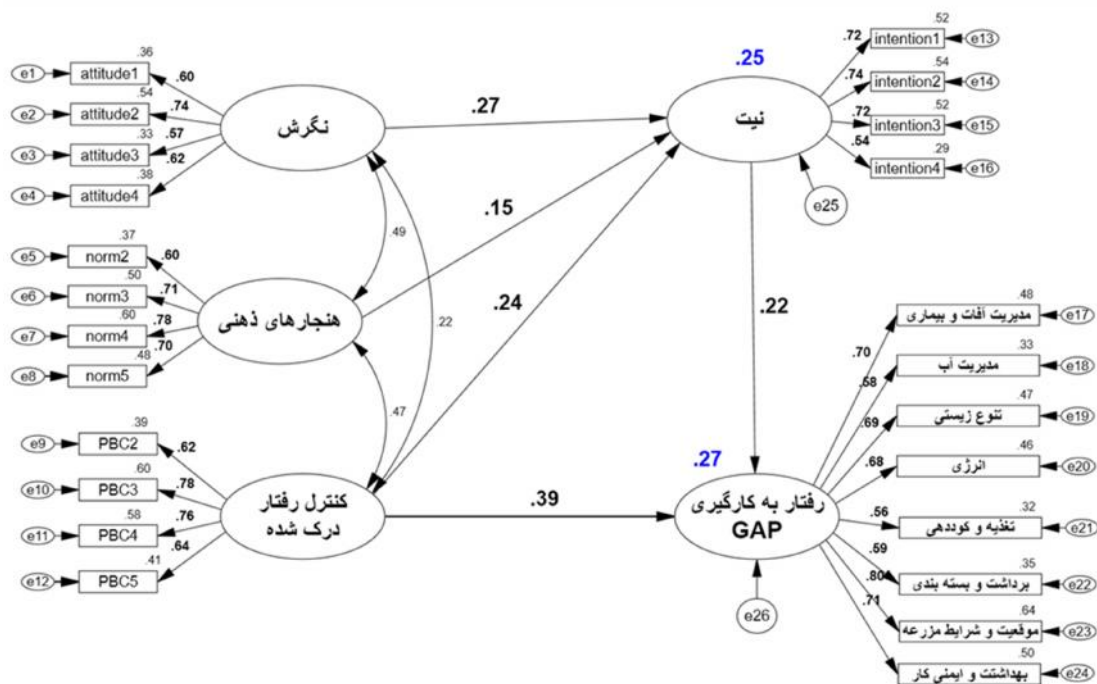 .36
e1
attitude1
.60
.54
e2
attitude2
.74
.33
e3
attitude3
.57
.38
e4
attitude4
.62
نگرش
.37
e5
norm2
.60
.50
e6
norm3
.71
.60
e7
norm4
.78
.48
e8
norm5
.70
هنجارهای ذهنی
.39
e9
PBC2
.62
.60
e10
PBC3
.78
.58
e11
PBC4
.76
.41
e12
PBC5
.64
کنترل رفتار
درک شده
.49
.22
.47
.27
.15
.24
.39
.25
نیت
e25
.22
.72
.52
intention1
e13
.74
.54
intention2
e14
.72
.52
intention3
e15
.54
.29
intention4
e16
.27
رفتار به کارگیری
GAP
e26
.70
.48
مدیریت آفات و بیماری
e17
.58
.33
مدیریت آب
e18
.69
.47
تنوع زیستی
e19
.68
.46
انرژی
e20
.56
.32
تغذیه و کوددهی
e21
.59
.35
برداشت و بسته بندی
e22
.80
.64
موقعیت و شرایط مزرعه
e23
.71
.50
بهداشتت و ایمنی کار
e24